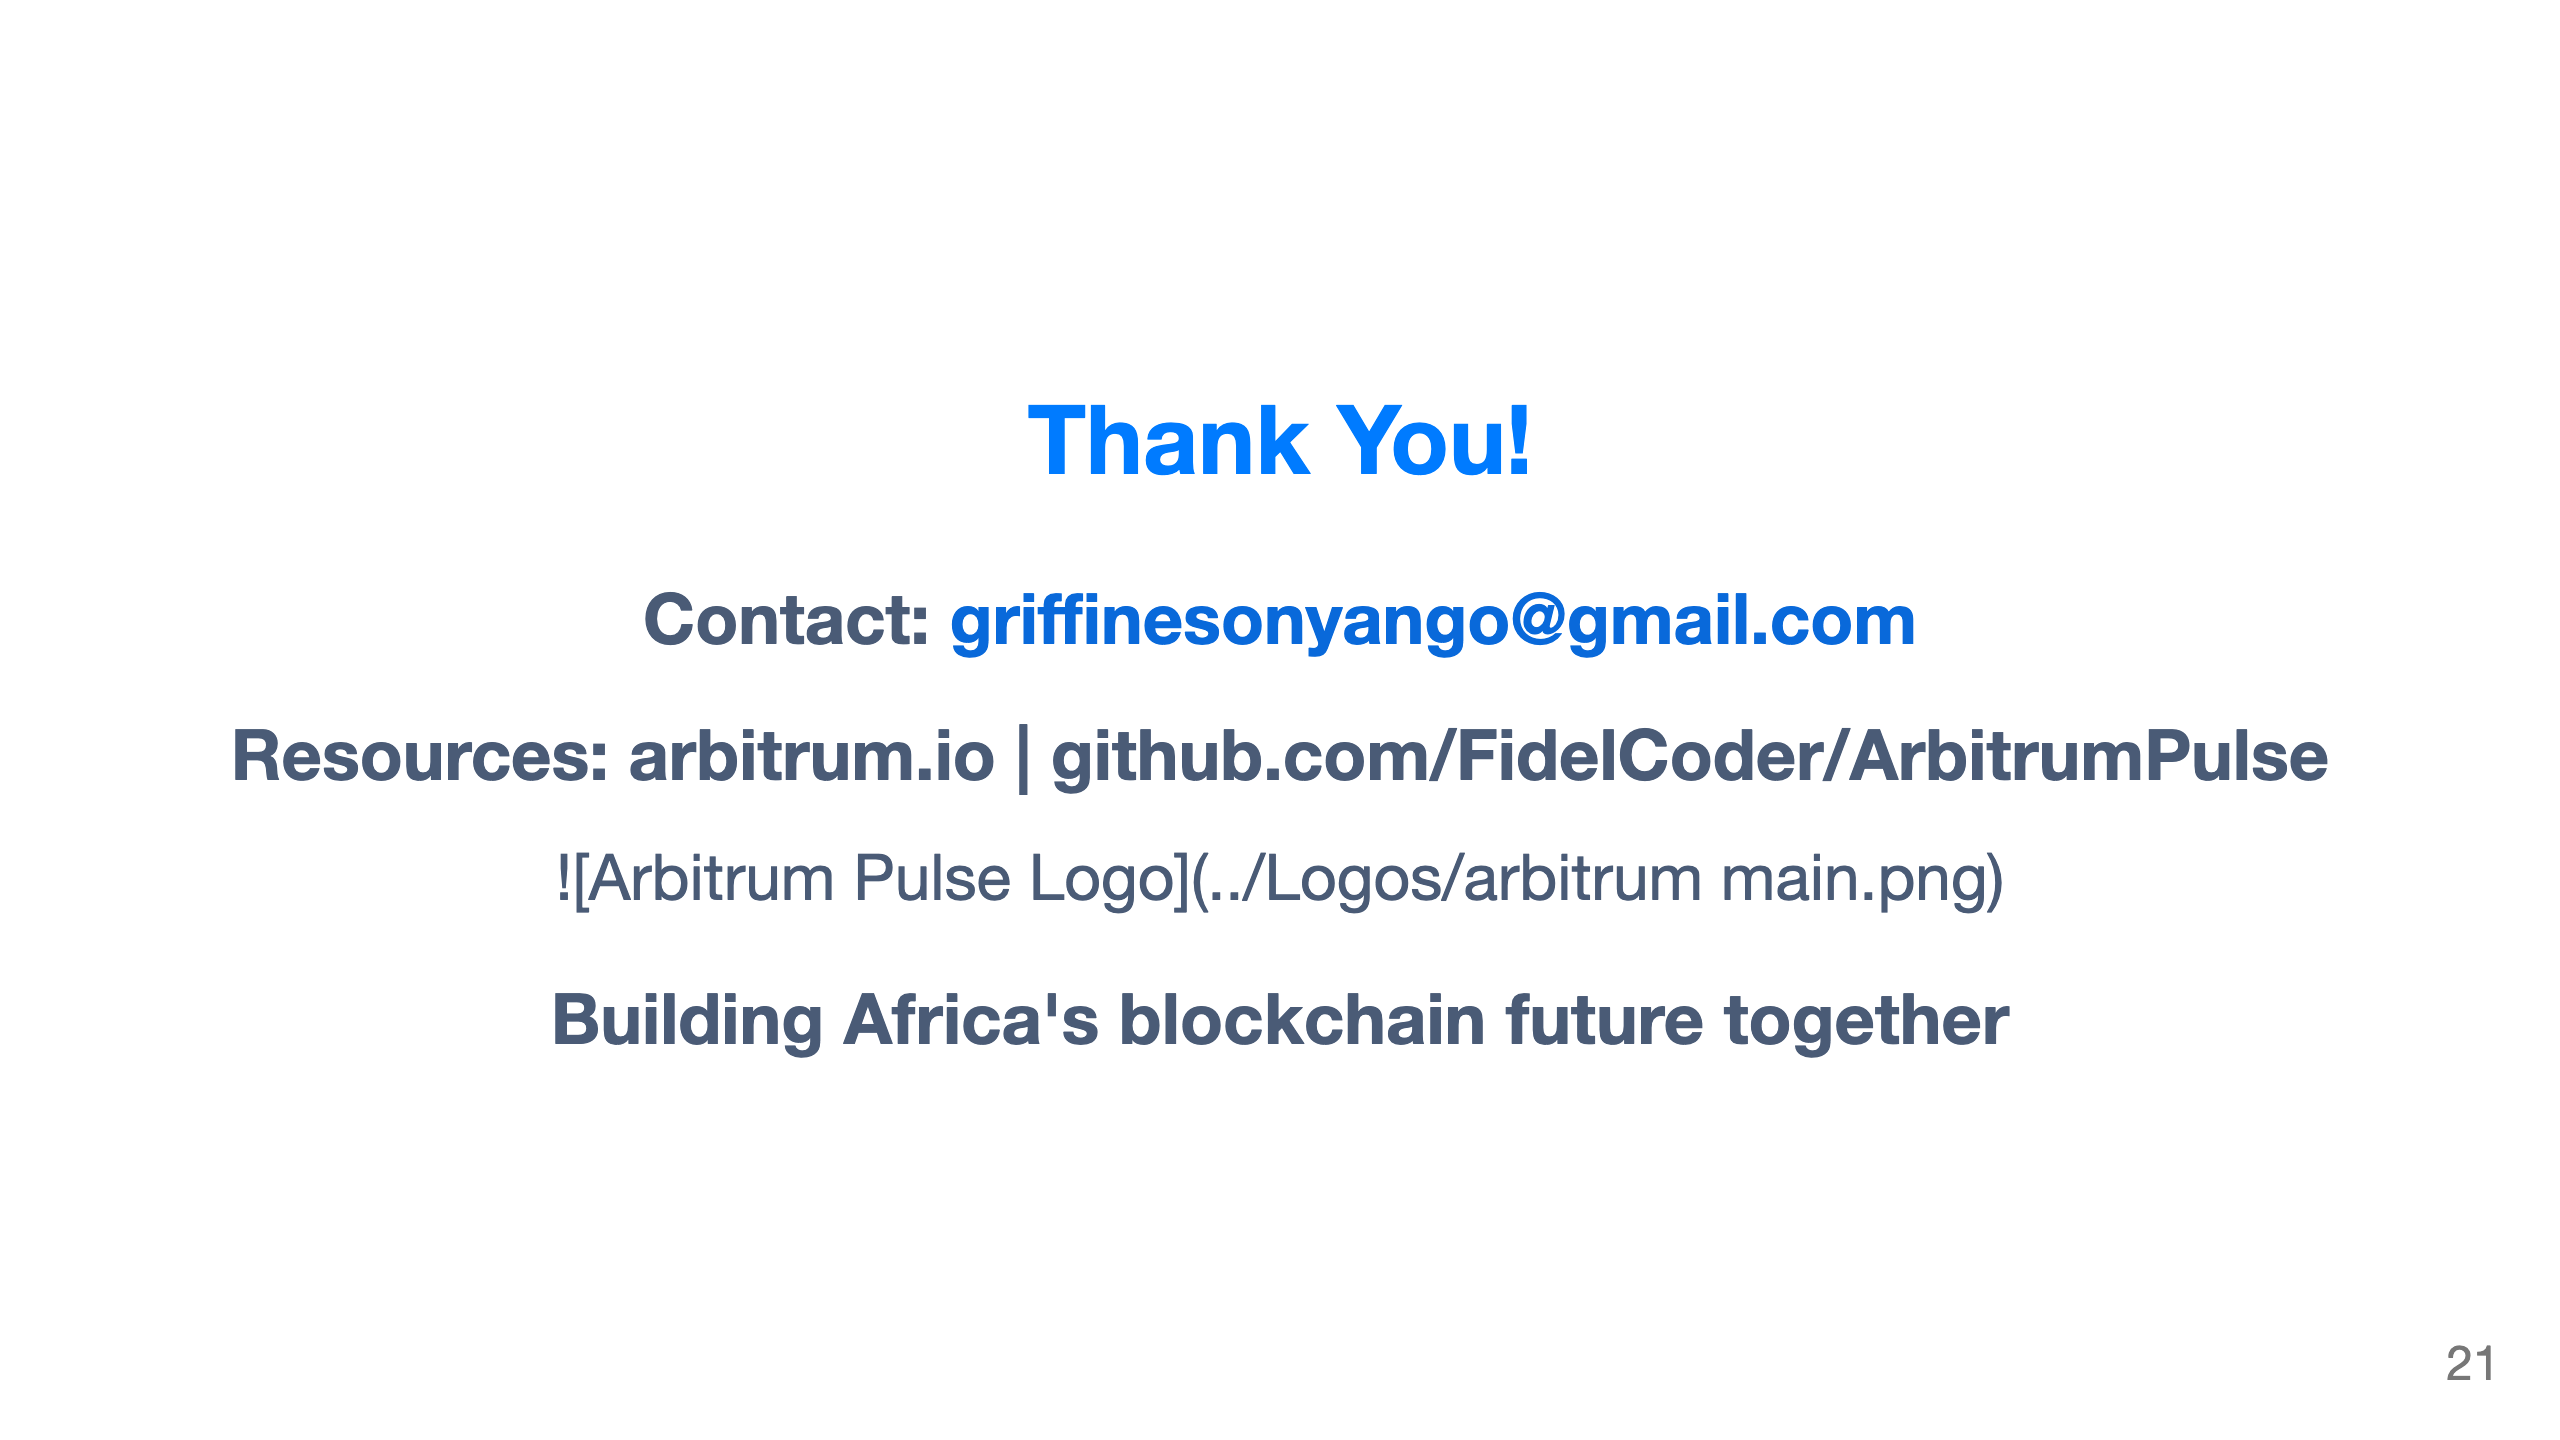 Thank You!
Contact: griffinesonyango@gmail.com
Resources: arbitrum.io | github.com/FidelCoder/ArbitrumPulse
![Arbitrum Pulse Logo](../Logos/arbitrum main.png)
Building Africa's blockchain future together
21